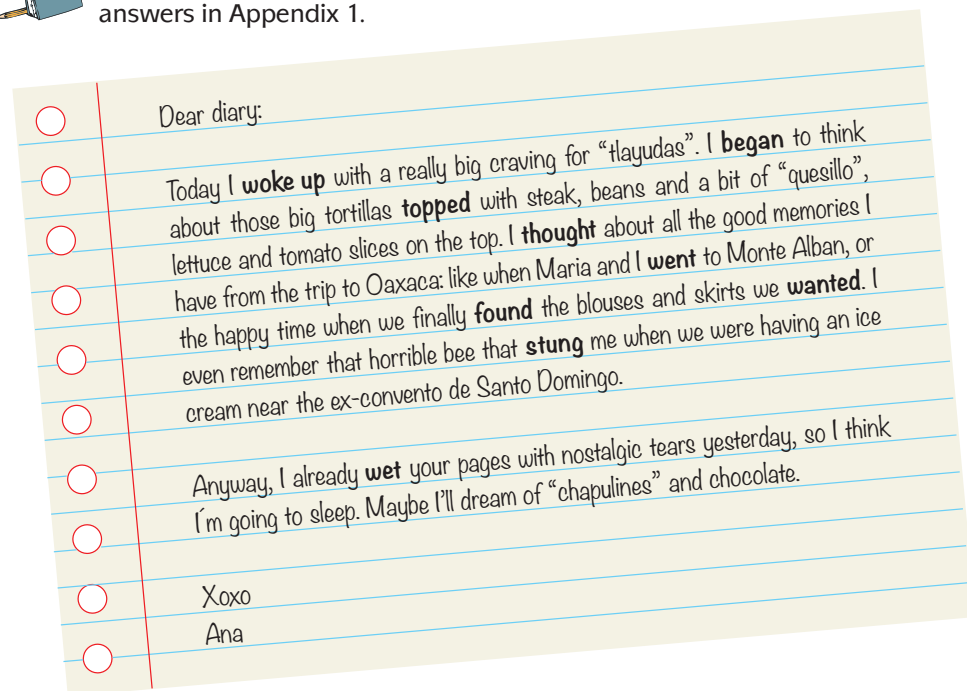 answers in Appendix 1.
Dear diary:
Today I woke up with a really big craving for “tlayudas”. I began to think
about those big tortillas topped with steak, beans and a bit of “quesillo”,
lettuce and tomato slices on the top. I thought about all the good memories I
have from the trip to Oaxaca: like when Maria and I went to Monte Alban, or
the happy time when we finally found the blouses and skirts we wanted. I
even remember that horrible bee that stung me when we were having an ice
cream near the ex-convento de Santo Domingo.
Anyway, I already wet your pages with nostalgic tears yesterday, so I think
I´m going to sleep. Maybe I’ll dream of “chapulines” and chocolate.
Xoxo
Ana